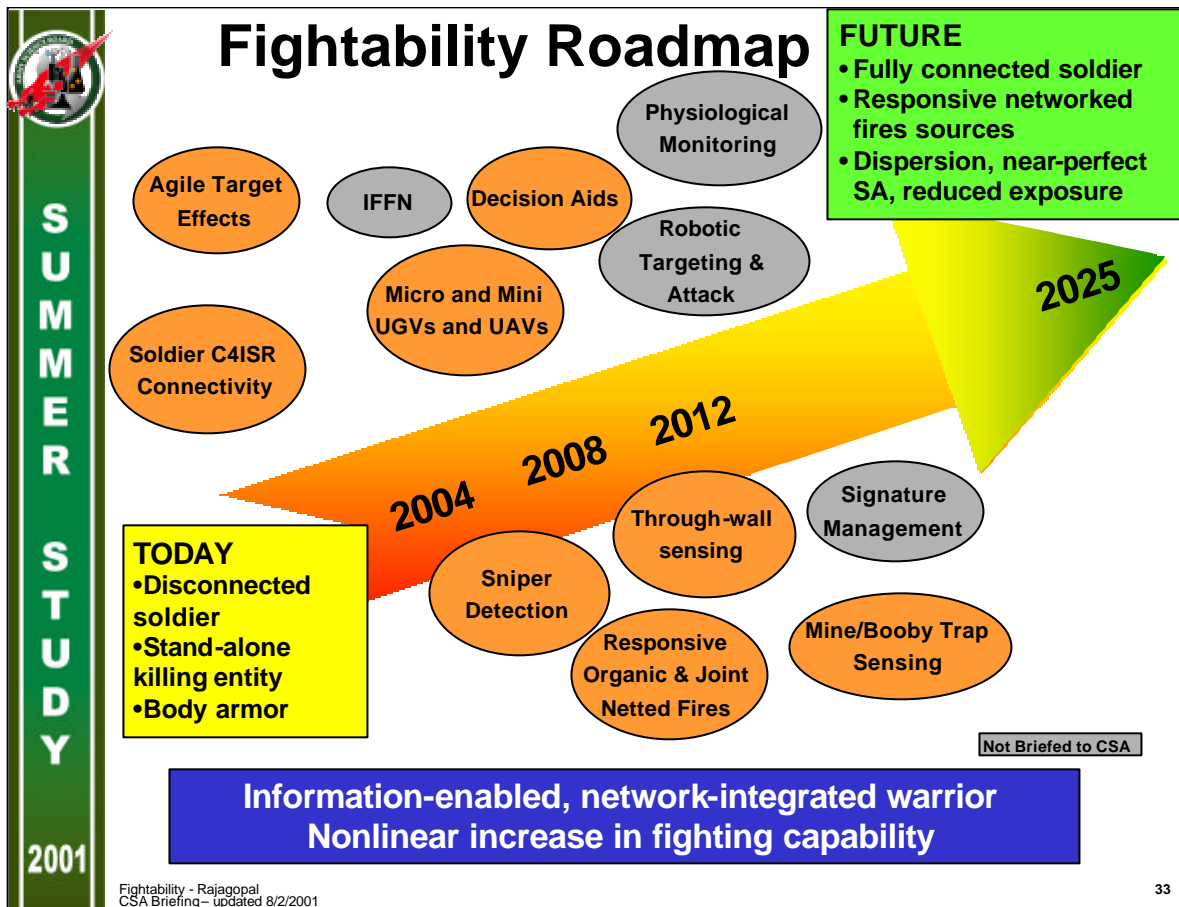 Fightability Roadmap
FUTURE
• Fully connected soldier
• Responsive networked
fires sources
• Dispersion, near-perfect
SA, reduced exposure
Physiological
Monitoring
Agile Target
Effects
IFFN
Decision Aids
Robotic
Targeting &
Attack
Micro and Mini
UGVs and UAVs
Soldier C4ISR
Connectivity
2004
2008
2012
2025
TODAY
•Disconnected
soldier
•Stand-alone
killing entity
•Body armor
Sniper
Detection
Through-wall
sensing
Signature
Management
Responsive
Organic & Joint
Netted Fires
Mine/Booby Trap
Sensing
Not Briefed to CSA
Information-enabled, network-integrated warrior
Nonlinear increase in fighting capability
SUMMER STUDY
2001
Fightability - Rajagopal
CSA Briefing– updated 8/2/2001
33